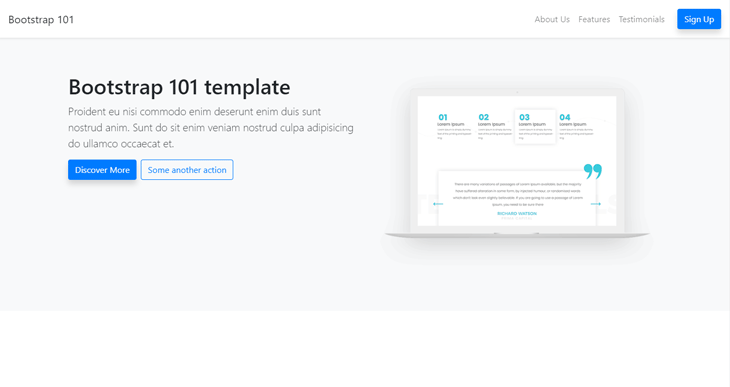 Bootstrap 101
About Us
Features
Testimonials
Sign Up
Bootstrap 101 template
Proident eu nisi commodo enim deserunt enim duis sunt
nostrud anim. Sunt do sit enim veniam nostrud culpa adipisicing
do ullamco occaecat et.
Discover More
Some another action
01
02
03
04
Lorem Ipsum
Lorem Ipsum
Lorem Ipsum
Lorem Ipsum
RICHARD WATSON